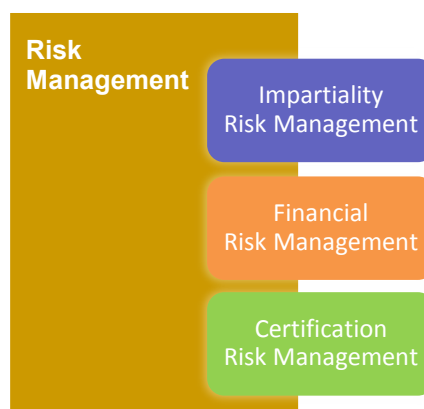 Risk
Management
Impartiality
Risk Management
Financial
Risk Management
Certification
Risk Management